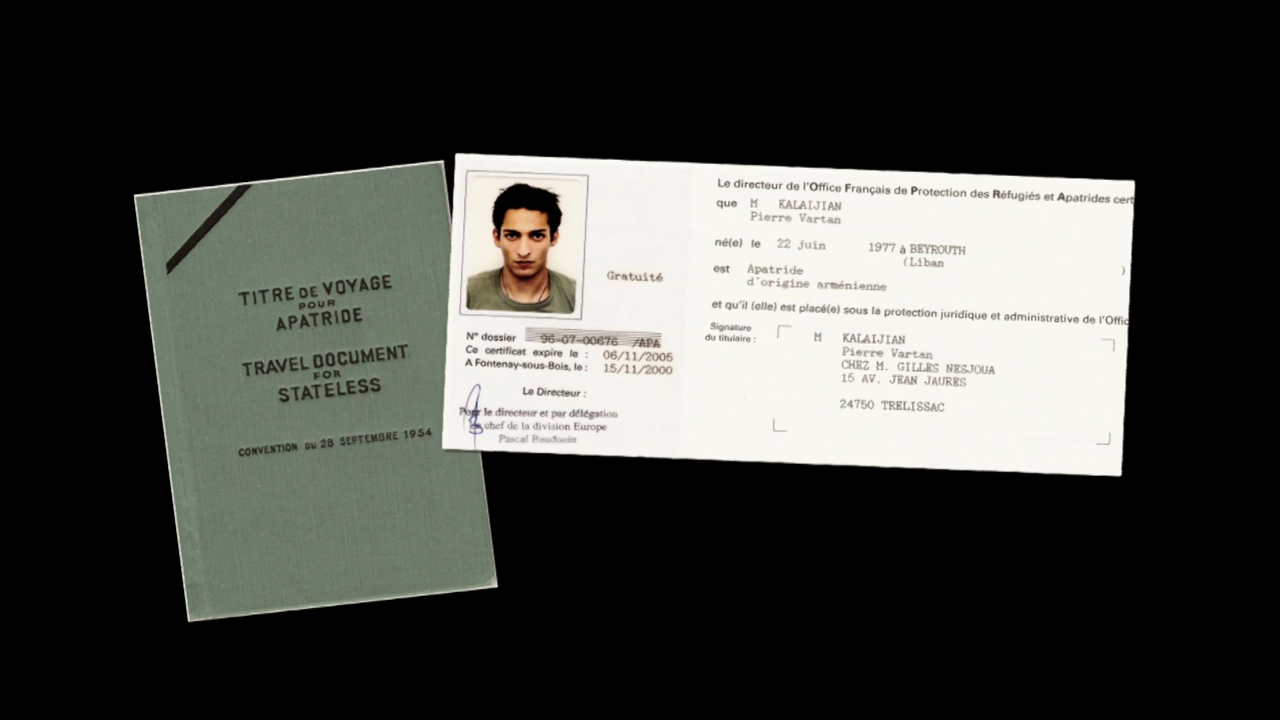 TITRE DE VOYAGE
POUR
APATRIDE
TRAVEL DOCUMENT
FOR
STATELESS
CONVENTION DU 28 SEPTEMBRE 1954
Gratuité
N° dossier 96-07-00676 /APA
Ce certificat expire le : 06/11/2005
A Fontenay-sous-Bois, le : 15/11/2000
Le Directeur :
Pour le directeur et par délégation
chef de la division Europe
Pascal Baudouin
Le directeur de l'Office Français de Protection des Réfugiés et Apatrides cert
que M KALAIJIAN
Pierre Vartan
né(e) le 22 juin 1977 à BEYROUTH
(Liban )
est Apatride
d'origine arménienne
et qu'il (elle) est placé(e) sous la protection juridique et administrative de l'Offic
Signature
du titulaire :
M KALAIJIAN
Pierre Vartan
CHEZ M. GILLES NESJOUA
15 AV. JEAN JAURES
24750 TRELISSAC